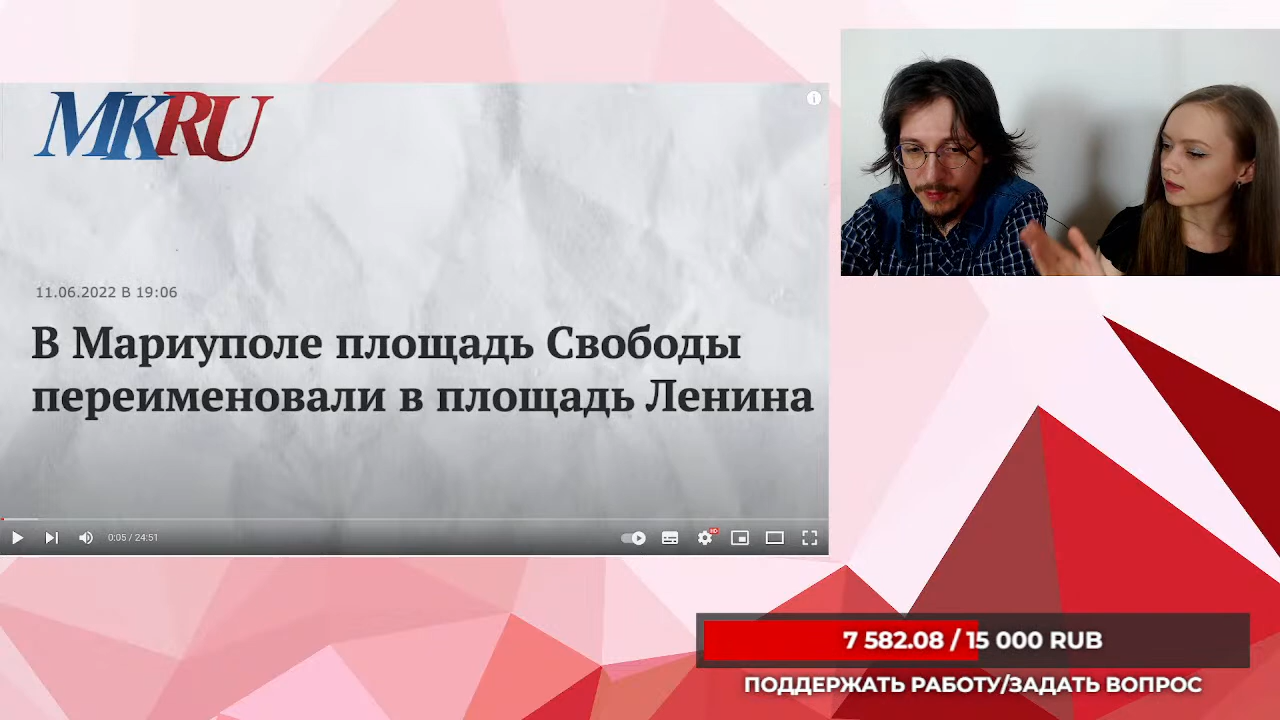 MKRU
11.06.2022 В 19:06
В Мариуполе площадь Свободы
переименовали в площадь Ленина
0:05 / 24:51
HD
7 582.08 / 15 000 RUB
ПОДДЕРЖАТЬ РАБОТУ/ЗАДАТЬ ВОПРОС